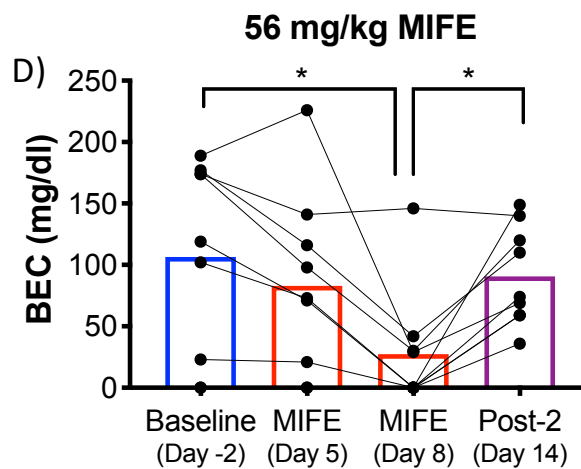 56 mg/kg MIFE
D)
* *
250
200
150
100
50
0
BEC (mg/dl)
Baseline MIFE MIFE Post-2
(Day -2) (Day 5) (Day 8) (Day 14)